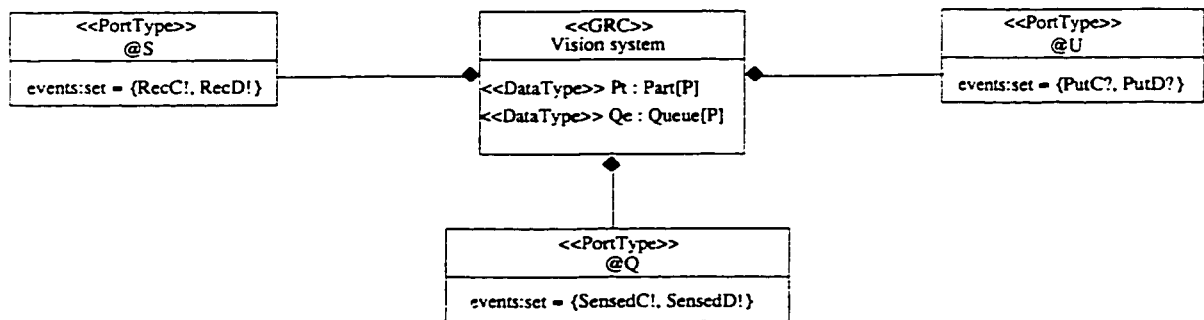 <<PortType>>
@S
events:set = {RecC!, RecD!}
<<GRC>>
Vision system
<<DataType>> Pt : Part[P]
<<DataType>> Qe : Queue[P]
<<PortType>>
@U
events:set = {PutC?, PutD?}
<<PortType>>
@Q
events:set = {SensedC!, SensedD!}